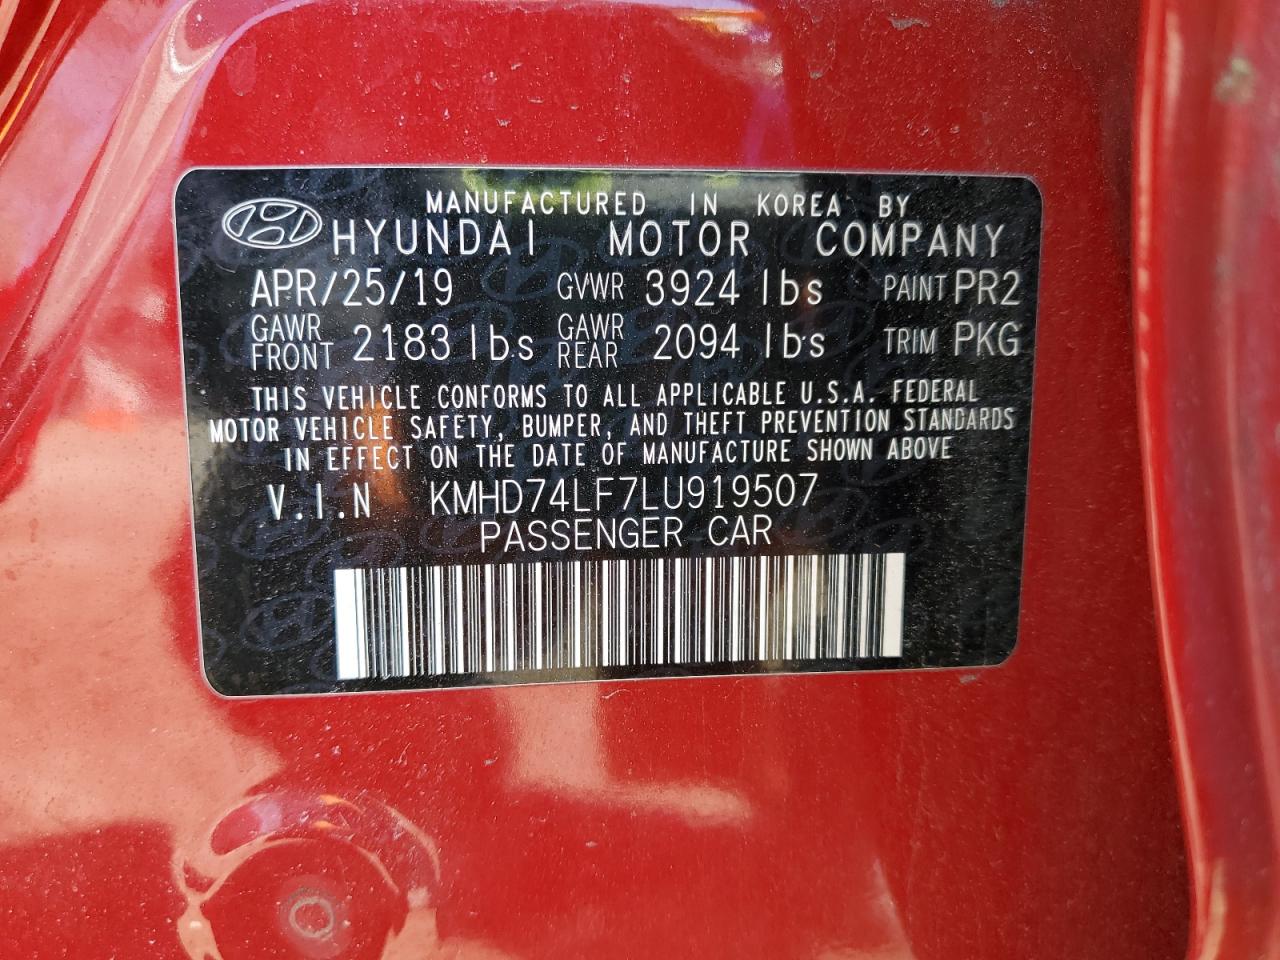 MANUFACTURED IN KOREA BY
HYUNDAI MOTOR COMPANY
APR/25/19 GVWR 3924 lbs PAINT PR2
GAWR FRONT 2183 lbs GAWR REAR 2094 lbs TRIM PKG
THIS VEHICLE CONFORMS TO ALL APPLICABLE U.S.A. FEDERAL
MOTOR VEHICLE SAFETY, BUMPER, AND THEFT PREVENTION STANDARDS
IN EFFECT ON THE DATE OF MANUFACTURE SHOWN ABOVE
V.I.N KMHD74LF7LU919507
PASSENGER CAR